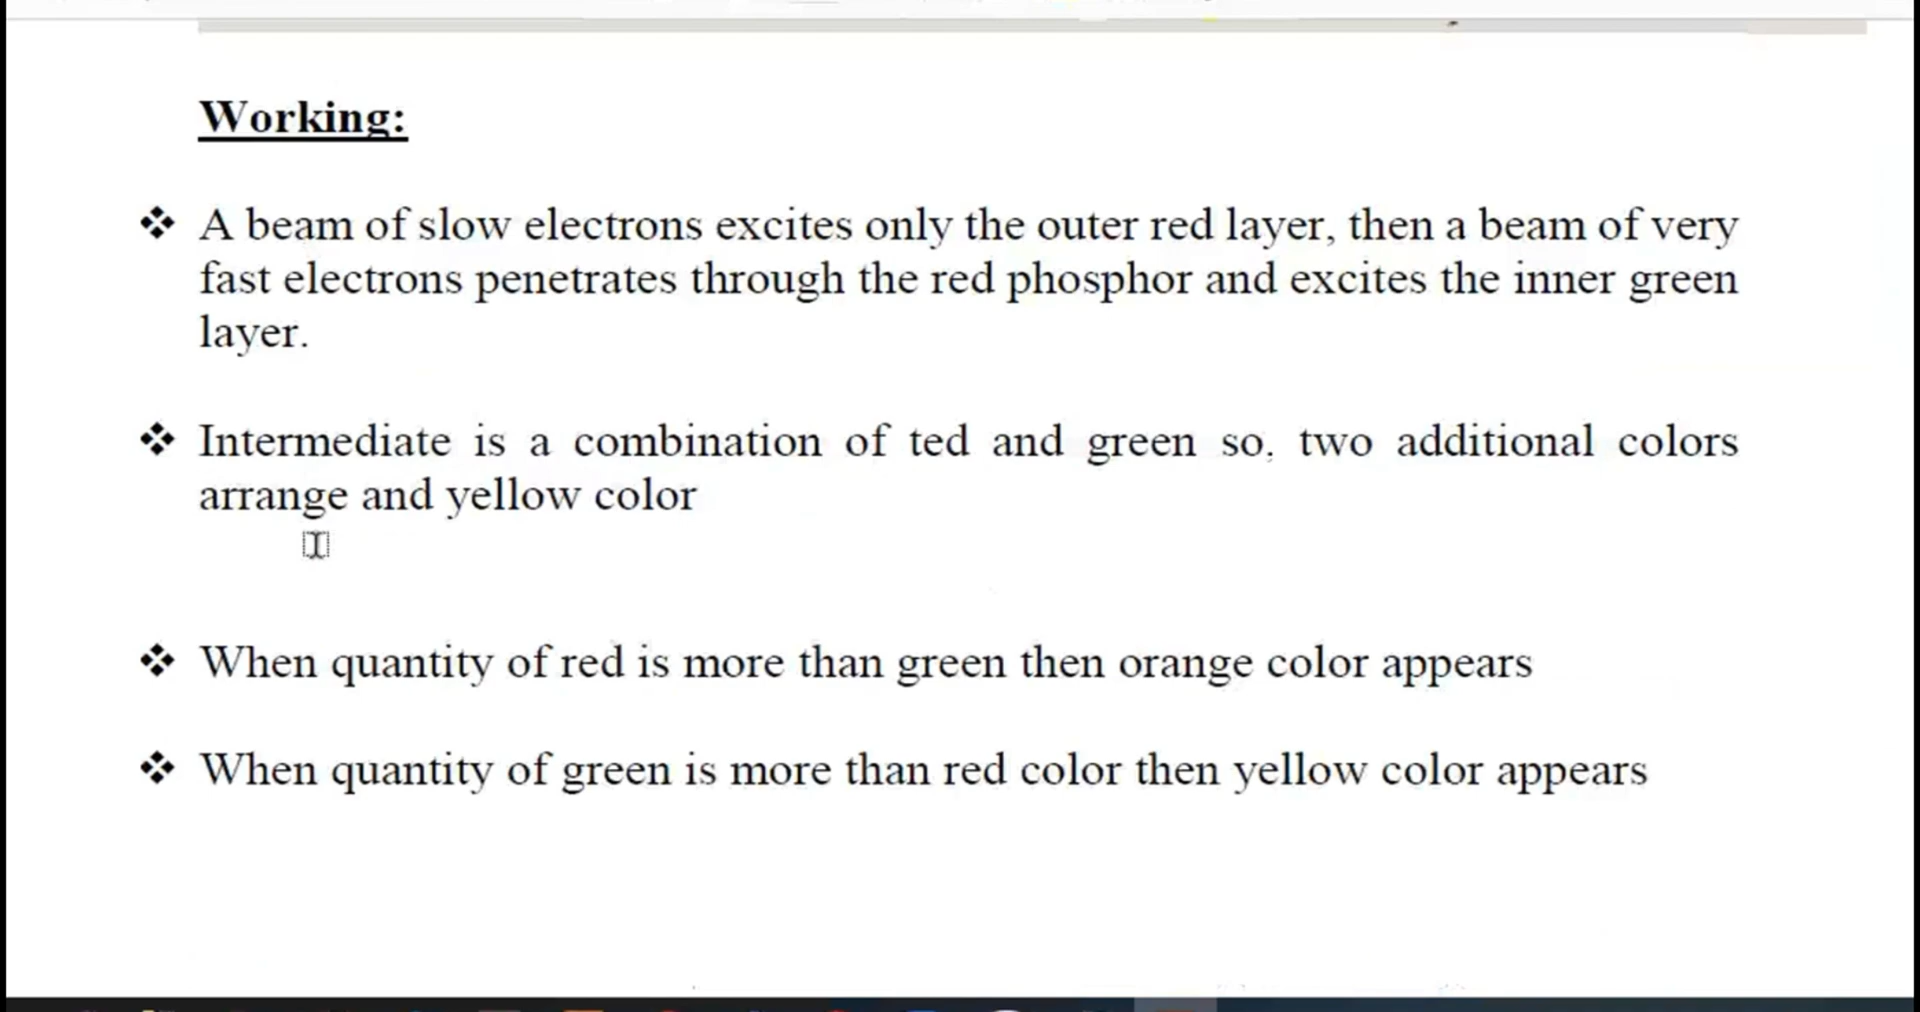 Working:
❖ A beam of slow electrons excites only the outer red layer, then a beam of very
fast electrons penetrates through the red phosphor and excites the inner green
layer.
❖ Intermediate is a combination of ted and green so, two additional colors
arrange and yellow color
❖ When quantity of red is more than green then orange color appears
❖ When quantity of green is more than red color then yellow color appears